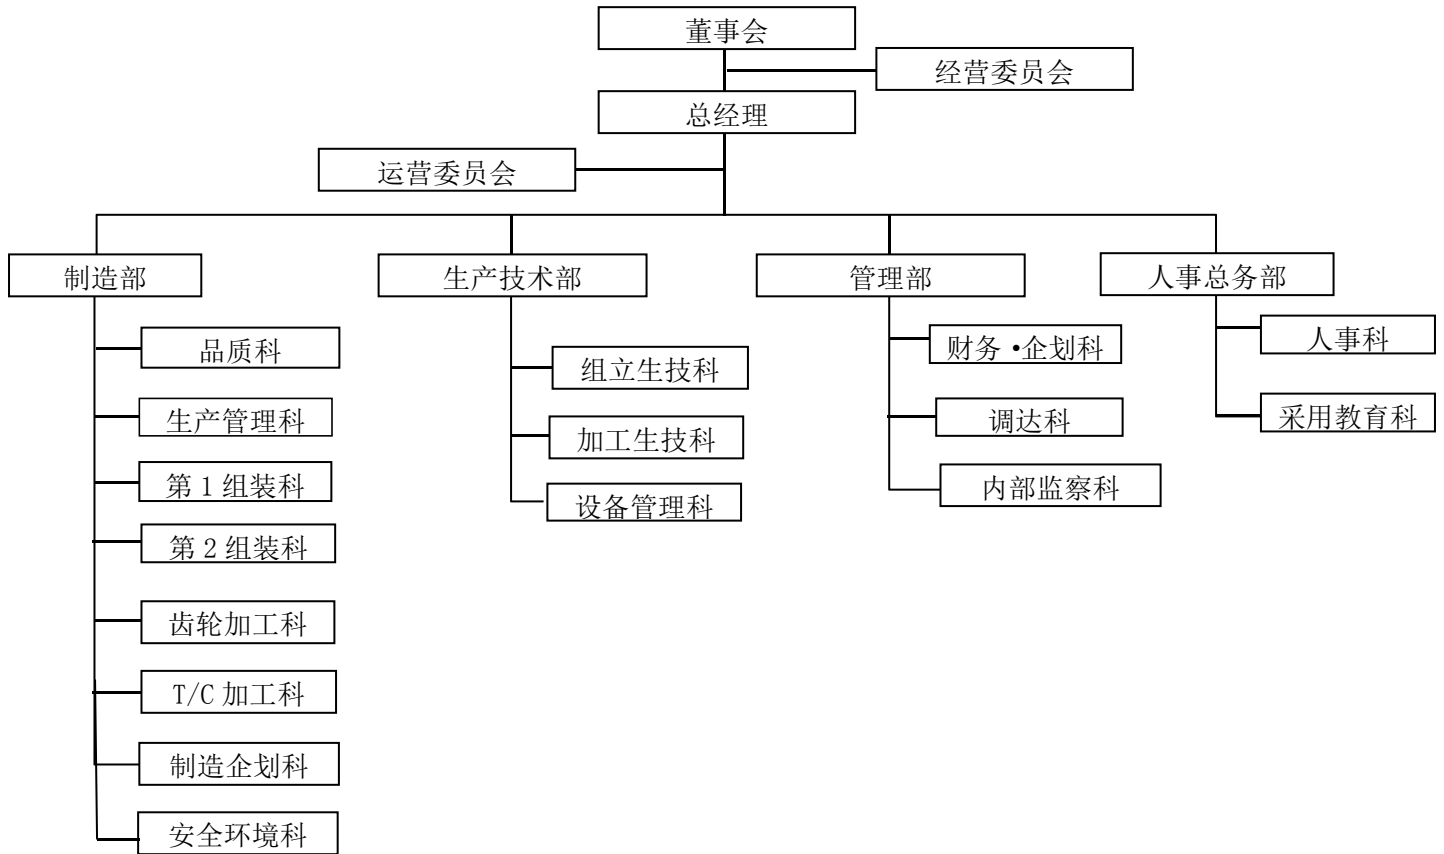 董事会
经营委员会
总经理
运营委员会
制造部
生产技术部
管理部
人事总务部
品质科
生产管理科
第1组装科
第2组装科
齿轮加工科
T/C加工科
制造企划科
安全环境科
组立生技科
加工生技科
设备管理科
财务·企划科
调达科
内部监察科
人事科
采用教育科